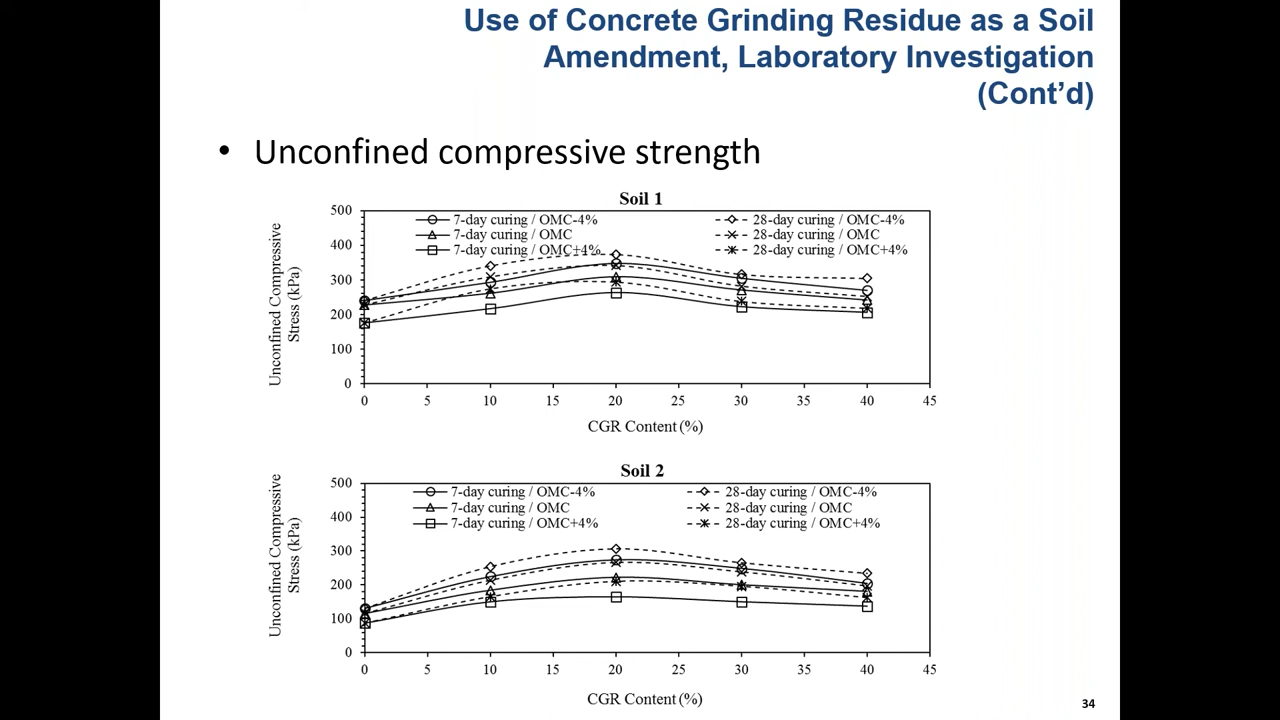 Use of Concrete Grinding Residue as a Soil
Amendment, Laboratory Investigation
(Cont’d)
• Unconfined compressive strength
Soil 1
Unconfined Compressive
Stress (kPa)
500
400
300
200
100
0
7-day curing / OMC-4%
7-day curing / OMC
7-day curing / OMC+4%
28-day curing / OMC-4%
28-day curing / OMC
28-day curing / OMC+4%
0 5 10 15 20 25 30 35 40 45
CGR Content (%)
Soil 2
Unconfined Compressive
Stress (kPa)
500
400
300
200
100
0
7-day curing / OMC-4%
7-day curing / OMC
7-day curing / OMC+4%
28-day curing / OMC-4%
28-day curing / OMC
28-day curing / OMC+4%
0 5 10 15 20 25 30 35 40 45
CGR Content (%)
34